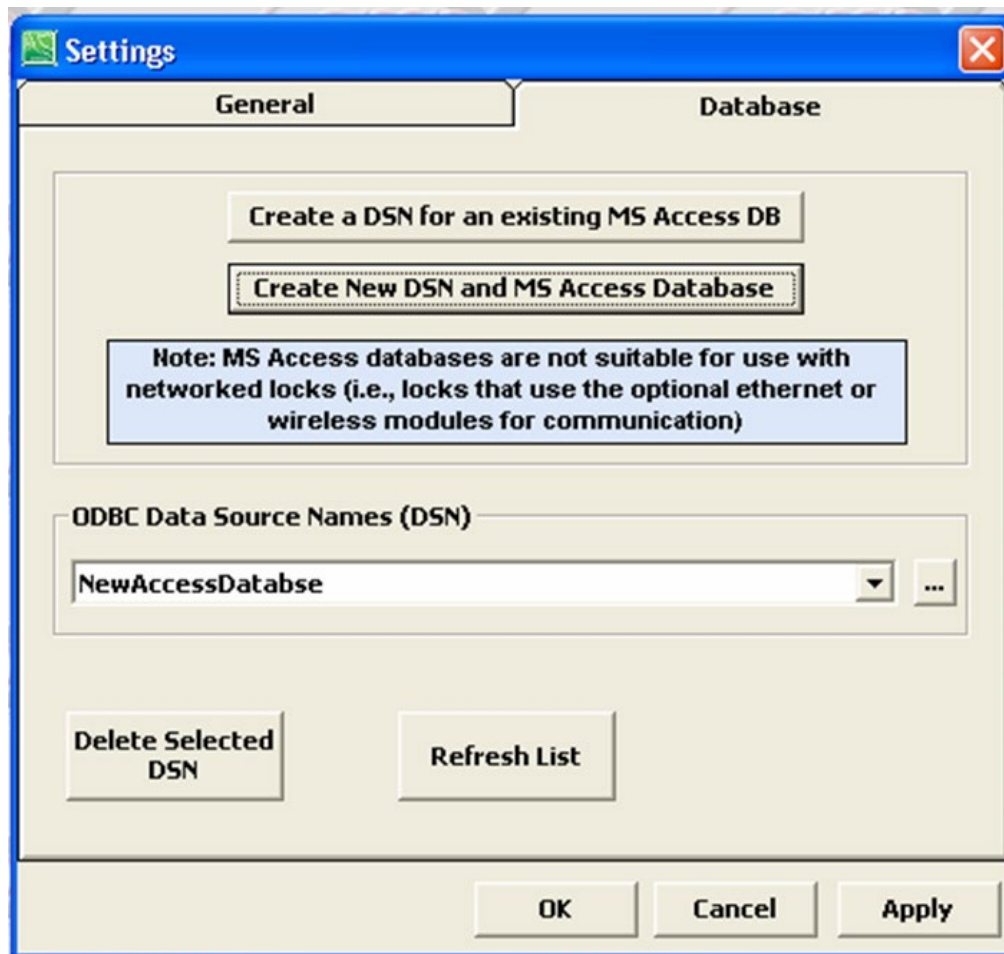 Settings
General
Database
Create a DSN for an existing MS Access DB
Create New DSN and MS Access Database
Note: MS Access databases are not suitable for use with
networked locks (i.e., locks that use the optional ethernet or
wireless modules for communication)
ODBC Data Source Names (DSN)
NewAccessDatabse
...
Delete Selected
DSN
Refresh List
OK
Cancel
Apply